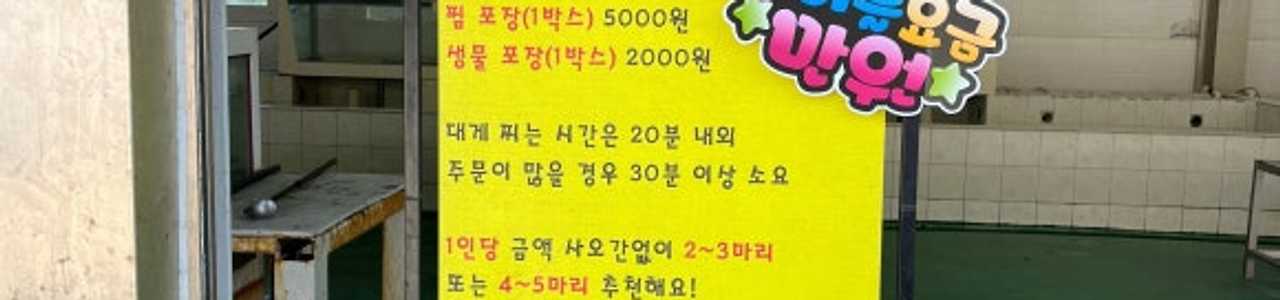 찜 포장(1박스) 5000원
생물 포장(1박스) 2000원
요금
만원
대게 찌는 시간은 20분 내외
주문이 많을 경우 30분 이상 소요
1인당 금액 사오간없이 2~3마리
또는 4~5마리 추천해요!